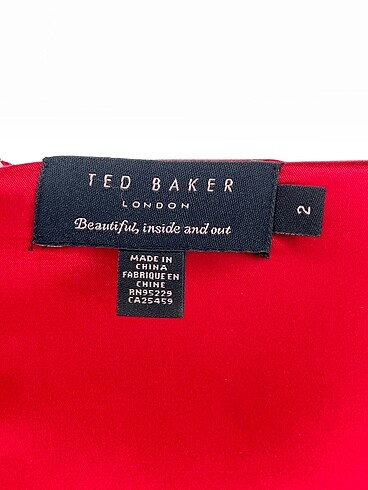 TED BAKER
LONDON
Beautiful, inside and out
2
MADE IN
CHINA
FABRIQUE EN
CHINE
RN95229
CA25459